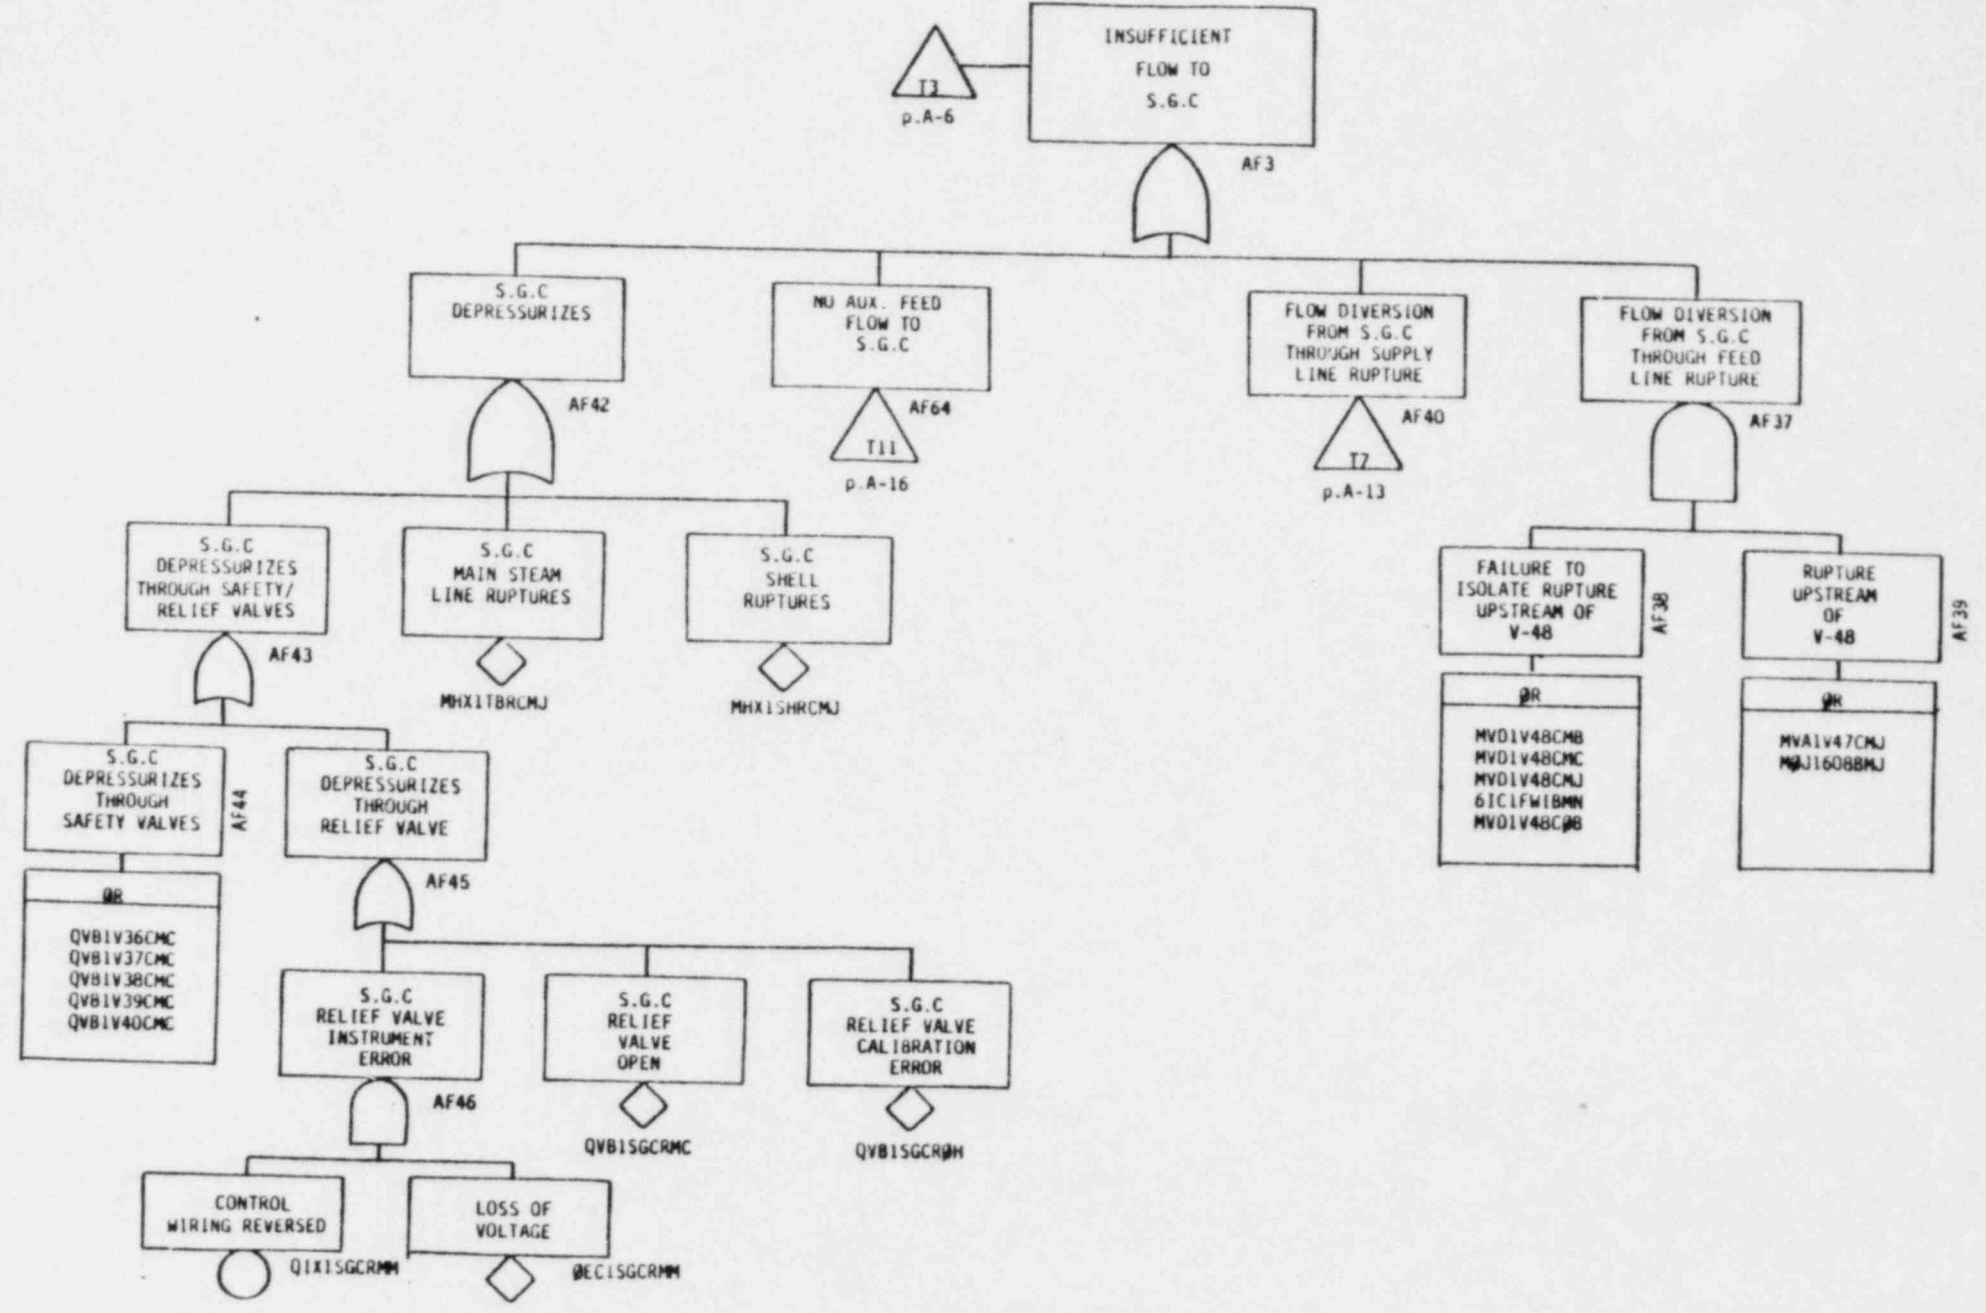 INSUFFICIENT
FLOW TO
S.G.C
T3
p.A-6
AF3
S.G.C
DEPRESSURIZES
AF42
NO AUX. FEED
FLOW TO
S.G.C
AF64
T11
p.A-16
FLOW DIVERSION
FROM S.G.C
THROUGH SUPPLY
LINE RUPTURE
AF40
T7
p.A-13
FLOW DIVERSION
FROM S.G.C
THROUGH FEED
LINE RUPTURE
AF37
S.G.C
DEPRESSURIZES
THROUGH SAFETY/
RELIEF VALVES
AF43
S.G.C
MAIN STEAM
LINE RUPTURES
MHX1TBRCMJ
S.G.C
SHELL
RUPTURES
MHX1SHRCMJ
FAILURE TO
ISOLATE RUPTURE
UPSTREAM OF
V-48
AF38
ØR
MVD1V48CMB
MVD1V48CMC
MVD1V48CMJ
6IC1FW1BMN
MVD1V48CØB
RUPTURE
UPSTREAM
OF
V-48
AF39
ØR
MVA1V47CMJ
MØJ1608BMJ
S.G.C
DEPRESSURIZES
THROUGH
SAFETY VALVES
AF44
ØR
QVB1V36CMC
QVB1V37CMC
QVB1V38CMC
QVB1V39CMC
QVB1V40CMC
S.G.C
DEPRESSURIZES
THROUGH
RELIEF VALVE
AF45
S.G.C
RELIEF VALVE
INSTRUMENT
ERROR
AF46
S.G.C
RELIEF
VALVE
OPEN
QVB1SGCRMC
S.G.C
RELIEF VALVE
CALIBRATION
ERROR
QVB1SGCRØH
CONTROL
WIRING REVERSED
Q1X1SGCRMM
LOSS OF
VOLTAGE
ØEC1SGCRMM